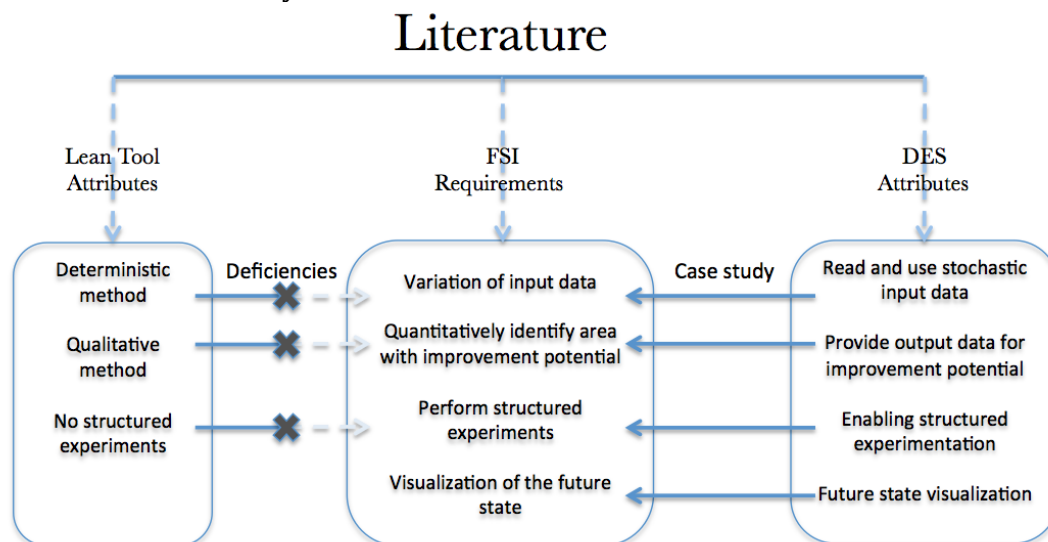 Literature
Lean Tool
Attributes
FSI
Requirements
DES
Attributes
Deterministic
method
Qualitative
method
No structured
experiments
Deficiencies
Variation of input data
Quantitatively identify area
with improvement potential
Perform structured
experiments
Visualization of the future
state
Case study
Read and use stochastic
input data
Provide output data for
improvement potential
Enabling structured
experimentation
Future state visualization